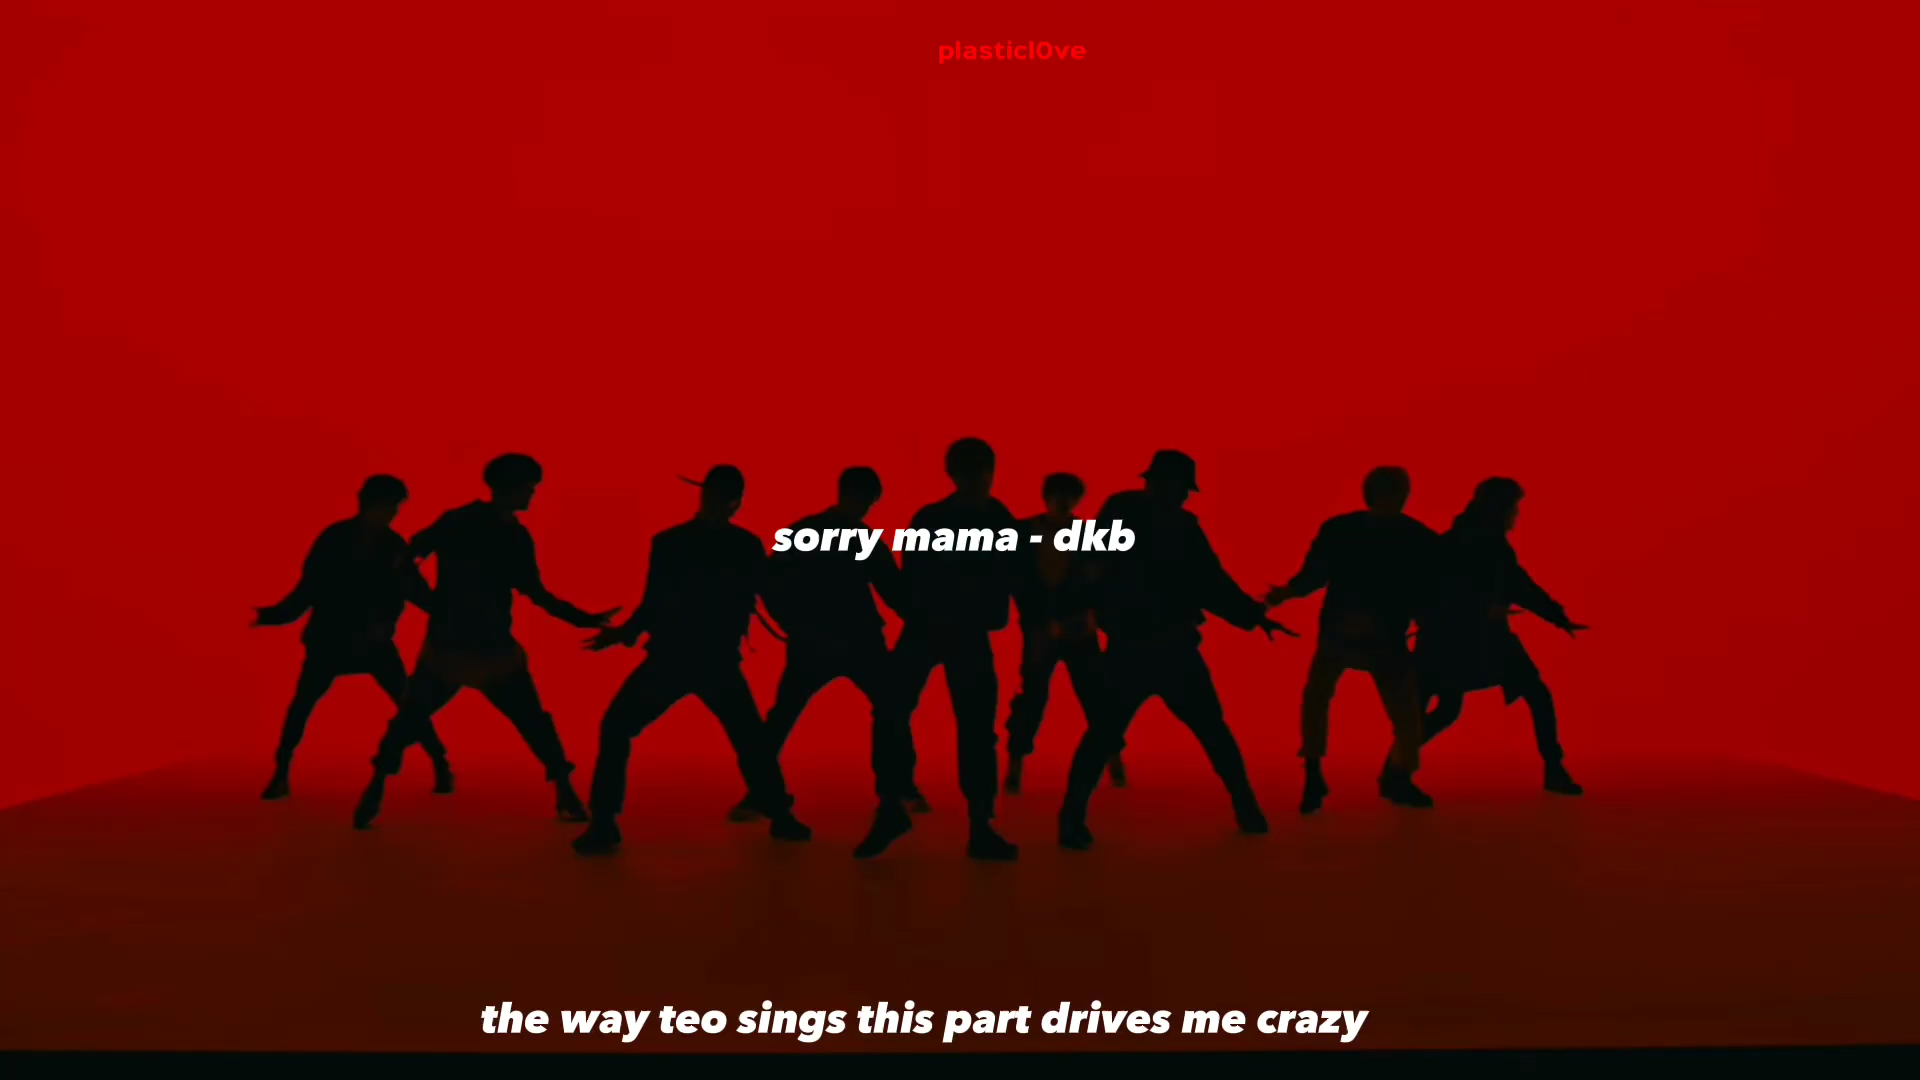 plasticl0ve
sorry mama - dkb
the way teo sings this part drives me crazy